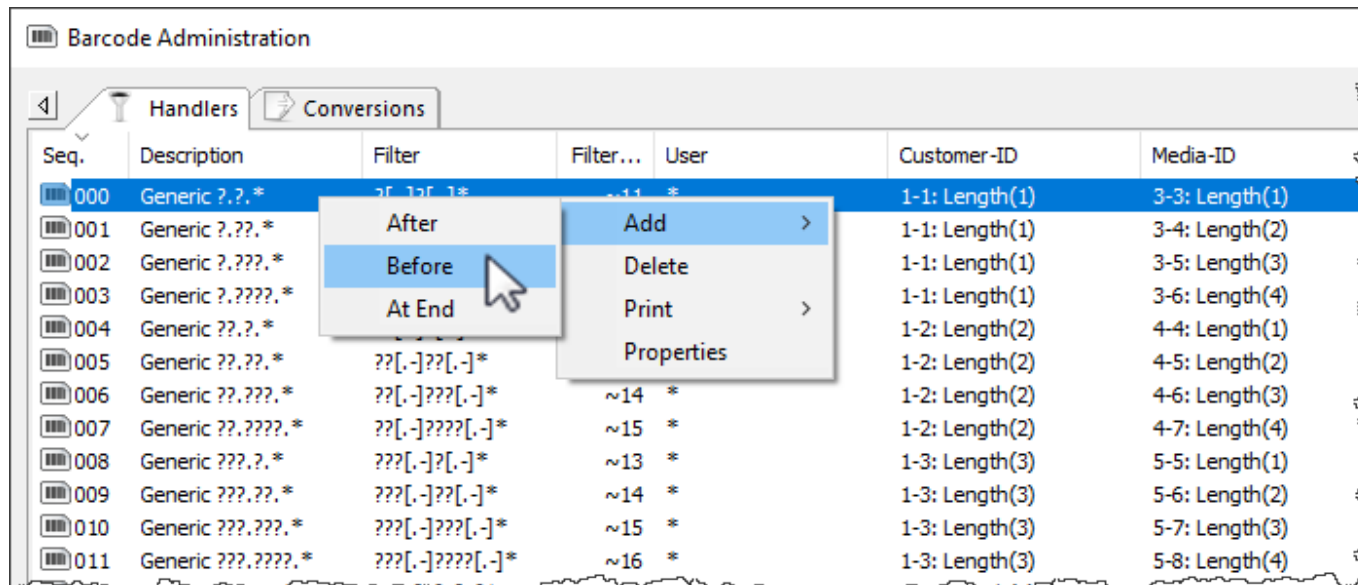 Barcode Administration
Handlers Conversions
Seq. Description Filter Filter... User Customer-ID Media-ID
000 Generic ?.?.* ?[.-]?[.-]* ~11 * 1-1: Length(1) 3-3: Length(1)
After Add >
001 Generic ?.??.* 1-1: Length(1) 3-4: Length(2)
002 Generic ?.???.* Before Delete 1-1: Length(1) 3-5: Length(3)
003 Generic ?.????.* At End Print > 1-1: Length(1) 3-6: Length(4)
004 Generic ??.?.* 1-2: Length(2) 4-4: Length(1)
Properties
005 Generic ??.??.* ??[.-]??[.-]* 1-2: Length(2) 4-5: Length(2)
006 Generic ??.???.* ??[.-]???[.-]* ~14 * 1-2: Length(2) 4-6: Length(3)
007 Generic ??.????.* ??[.-]????[.-]* ~15 * 1-2: Length(2) 4-7: Length(4)
008 Generic ???.?.* ???[.-]?[.-]* ~13 * 1-3: Length(3) 5-5: Length(1)
009 Generic ???.??.* ???[.-]??[.-]* ~14 * 1-3: Length(3) 5-6: Length(2)
010 Generic ???.???.* ???[.-]???[.-]* ~15 * 1-3: Length(3) 5-7: Length(3)
011 Generic ???.????.* ???[.-]????[.-]* ~16 * 1-3: Length(3) 5-8: Length(4)